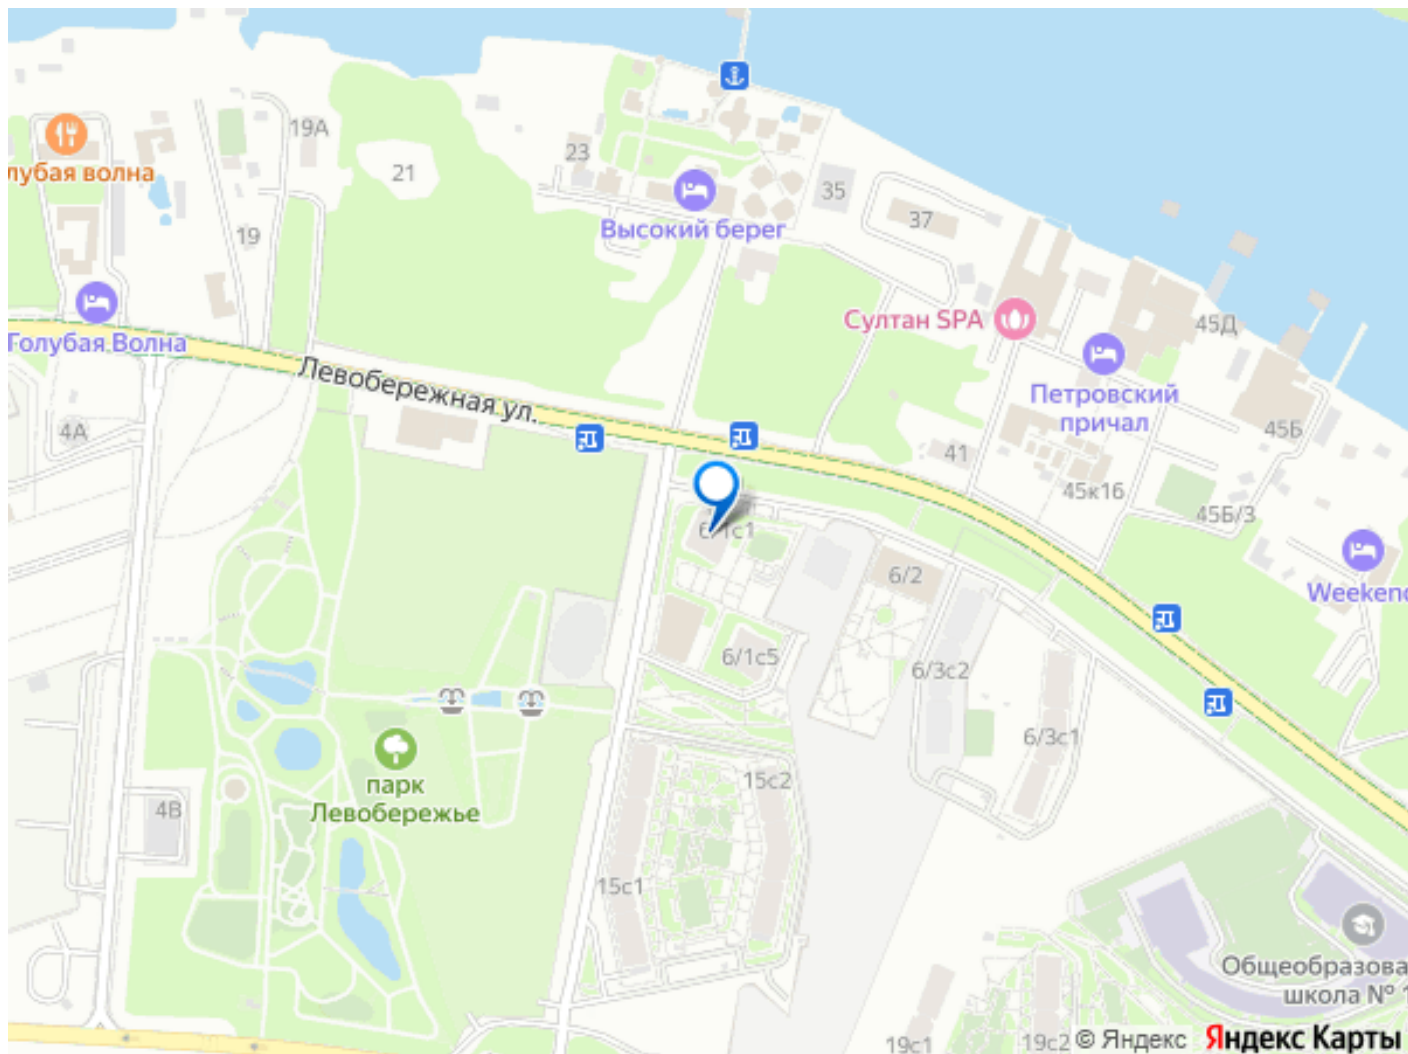 19А
23
21
лубая волна
35
37
Высокий берег
19
Султан SPA
45Д
Голубая Волна
Левобережная ул.
Петровский
причал
4А
45Б
41
45к16
45Б/3
6/1с1
6/2
Weekend
6/1с5
6/3с2
6/3с1
15с2
парк
Левобережье
4В
15с1
Общеобразова
школа № 1
19с1
19с2
© Яндекс Яндекс Карты